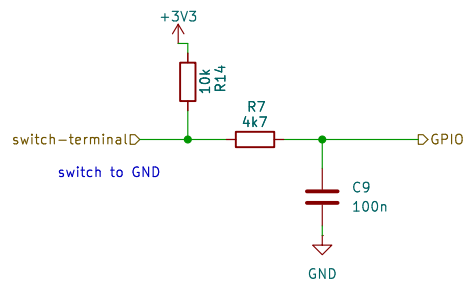 +3V3
10k
R14
R7
4k7
switch-terminal
GPIO
switch to GND
C9
100n
GND